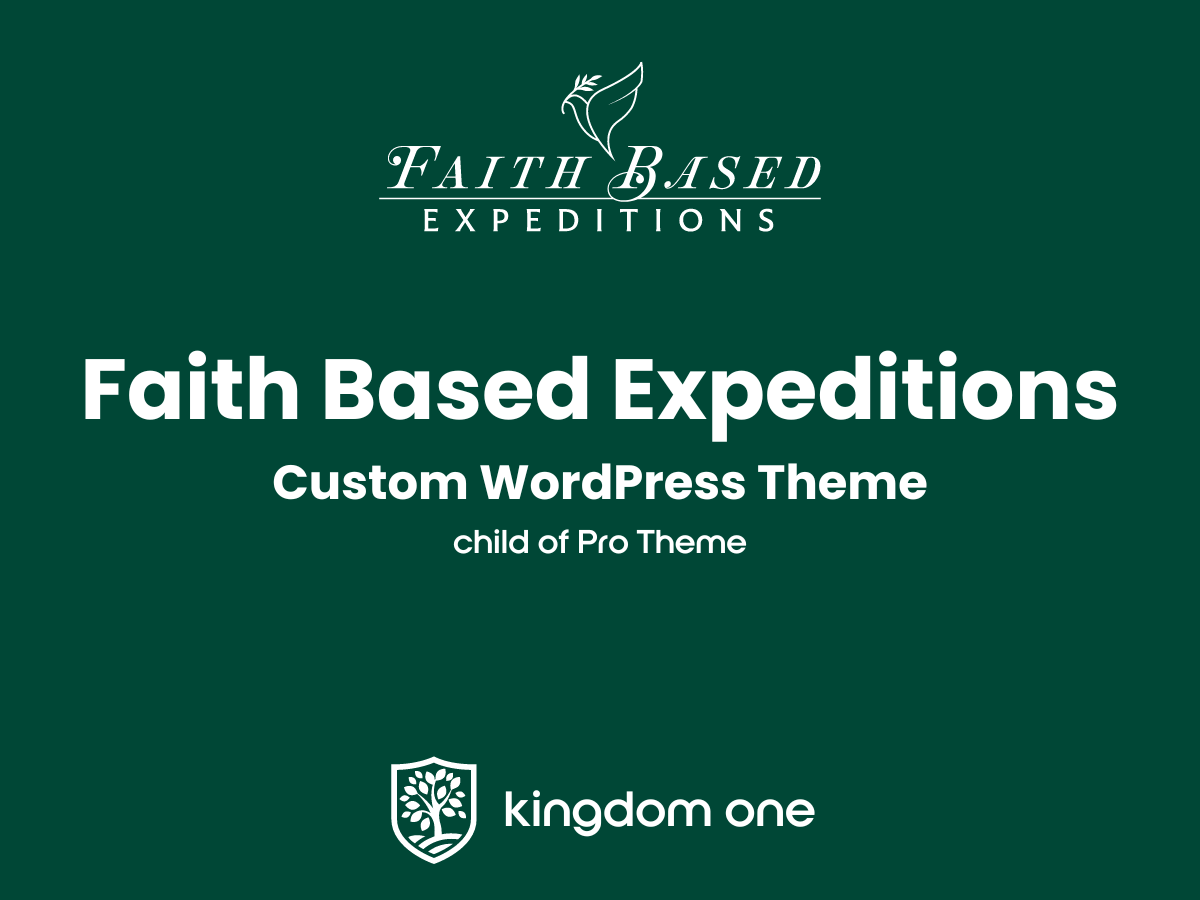 FAITH BASED
EXPEDITIONS
Faith Based Expeditions
Custom WordPress Theme
child of Pro Theme
kingdom one